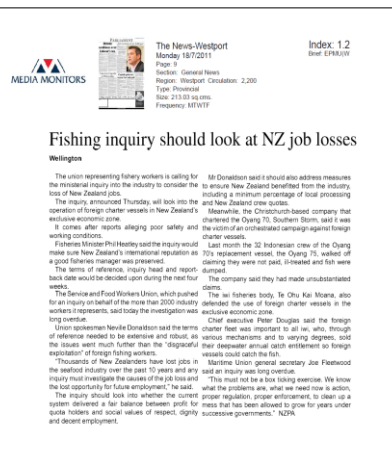 MEDIA MONITORS
The News-Westport
Monday 18/7/2011
Page: 9
Section: General News
Region: Westport Circulation: 2,200
Type: Provincial
Size: 213.03 sq.cms.
Frequency: MTWTF
Index: 1.2
Brief: EPMU(W
Fishing inquiry should look at NZ job losses
Wellington
The union representing fishery workers is calling for
the ministerial inquiry into the industry to consider the
loss of New Zealand jobs.
The inquiry, announced Thursday, will look into the
operation of foreign charter vessels in New Zealand's
exclusive economic zone.
It comes after reports alleging poor safety and
working conditions.
Fisheries Minister Phil Heatley said the inquiry would
make sure New Zealand's international reputation as
a good fisheries manager was preserved.
The terms of reference, inquiry head and report-
back date would be decided upon during the next four
weeks.
The Service and Food Workers Union, which pushed
for an inquiry on behalf of the more than 2000 industry
workers it represents, said today the investigation was
long overdue.
Union spokesman Neville Donaldson said the terms
of reference needed to be extensive and robust, as
the issues went much further than the "disgraceful
exploitation" of foreign fishing workers.
"Thousands of New Zealanders have lost jobs in
the seafood industry over the past 10 years and any
inquiry must investigate the causes of the job loss and
the lost opportunity for future employment," he said.
The inquiry should look into whether the current
system delivered a fair balance between profit for
quota holders and social values of respect, dignity
and decent employment.
Mr Donaldson said it should also address measures
to ensure New Zealand benefitted from the industry,
including a minimum percentage of local processing
and New Zealand crew quotas.
Meanwhile, the Christchurch-based company that
chartered the Oyang 70, Southern Storm, said it was
the victim of an orchestrated campaign against foreign
charter vessels.
Last month the 32 Indonesian crew of the Oyang
70's replacement vessel, the Oyang 75, walked off
claiming they were not paid, ill-treated and fish were
dumped.
The company said they had made unsubstantiated
claims.
The iwi fisheries body, Te Ohu Kai Moana, also
defended the use of foreign charter vessels in the
exclusive economic zone.
Chief executive Peter Douglas said the foreign
charter fleet was important to all iwi, who, through
various mechanisms and to varying degrees, sold
their deepwater annual catch entitlement so foreign
vessels could catch the fish.
Maritime Union general secretary Joe Fleetwood
said an inquiry was long overdue.
"This must not be a box ticking exercise. We know
what the problems are, what we need now is action,
proper regulation, proper enforcement, to clean up a
mess that has been allowed to grow for years under
successive governments." NZPA